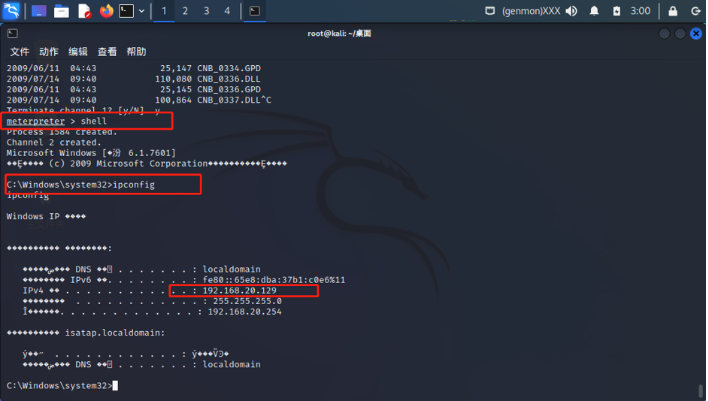 1 2 3 4 (genmon)XXX 3:00
root@kali: ~/桌面
文件 动作 编辑 查看 帮助
2009/06/11 04:43 25,147 CNB_0334.GPD
2009/07/14 09:40 110,080 CNB_0336.DLL
2009/06/11 04:43 25,145 CNB_0336.GPD
2009/07/14 09:40 100,864 CNB_0337.DLL^C
Terminate channel 1? [y/N] y
meterpreter > shell
Process 1584 created.
Channel 2 created.
Microsoft Windows [�汾 6.1.7601]
(c) 2009 Microsoft Corporation
C:\Windows\system32>ipconfig
ipconfig
Windows IP ����
DNS . . . . . . . : localdomain
IPv6 . . . . . . . . : fe80::65e8:dba:37b1:c0e6%11
IPv4 . . . . . . . . . . . . : 192.168.20.129
. . . . . . . . . . . . : 255.255.255.0
. . . . . . . . . . . . . : 192.168.20.254
isatap.localdomain:
DNS . . . . . . . : localdomain
C:\Windows\system32>